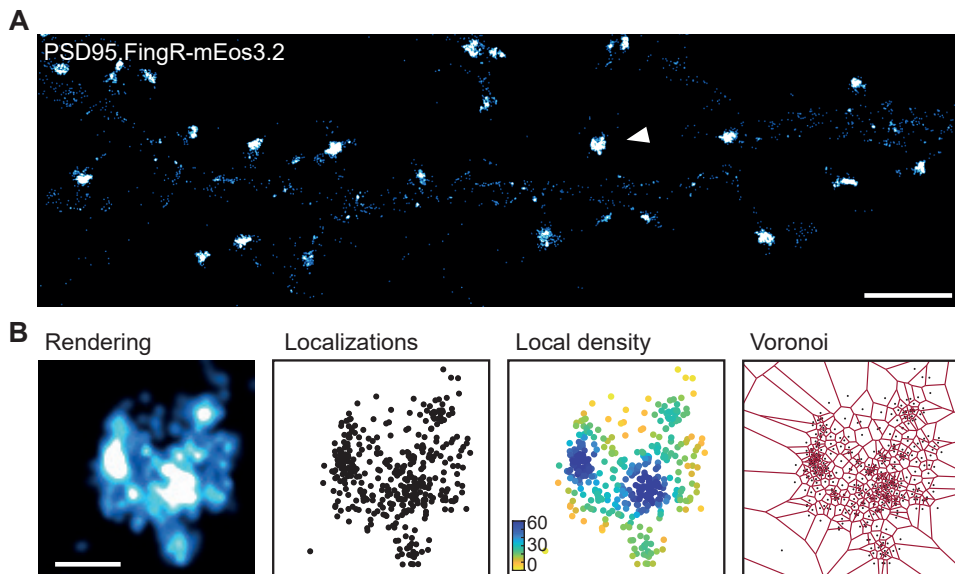 A
PSD95.FingR-mEos3.2
B
Rendering
Localizations
Local density
Voronoi
60
30
0